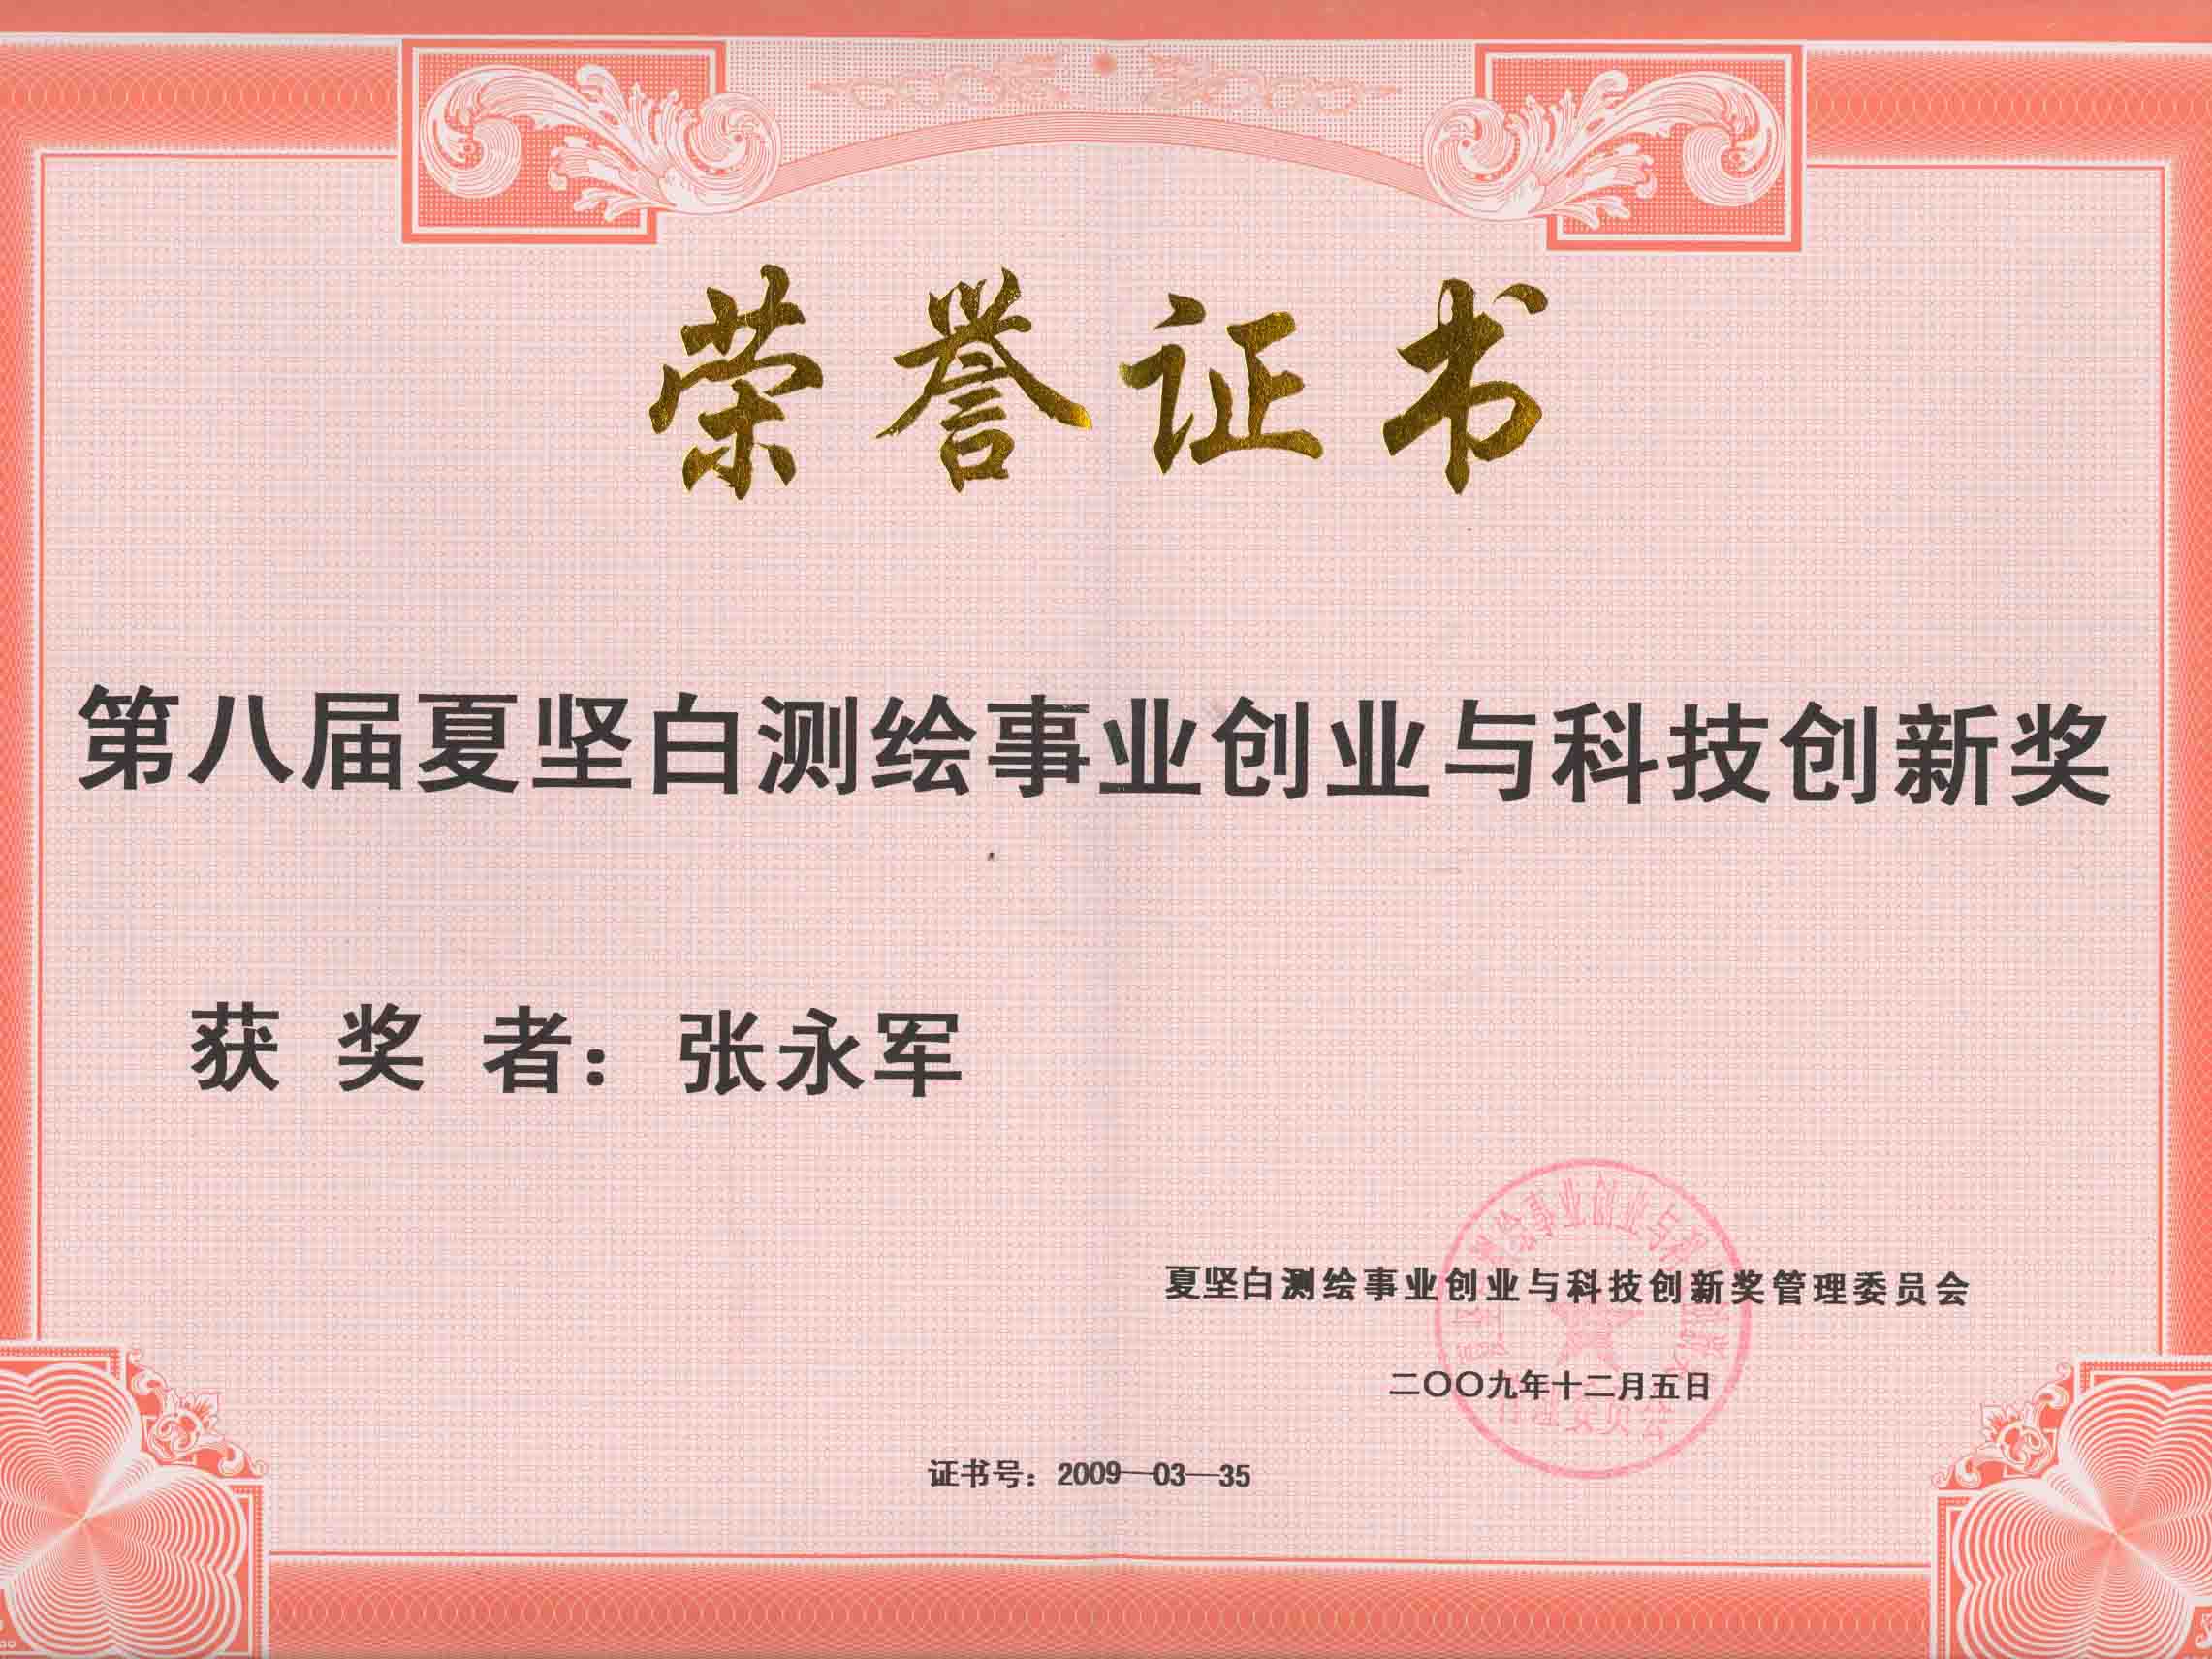 荣誉证书
第八届夏坚白测绘事业创业与科技创新奖
获奖者：张永军
夏坚白测绘事业创业与科技创新奖管理委员会
二〇〇九年十二月五日
证书号：2009—03—35